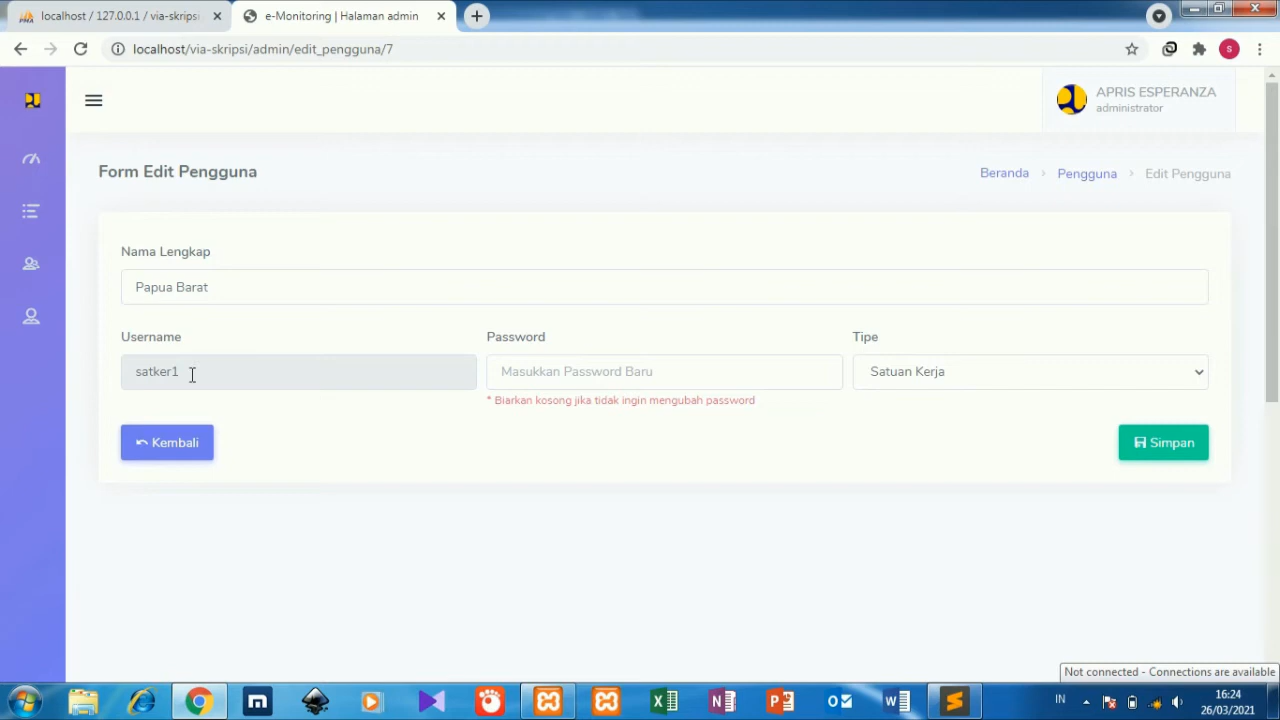 localhost / 127.0.0.1 / via-skripsi
e-Monitoring | Halaman admin
localhost/via-skripsi/admin/edit_pengguna/7
S
APRIS ESPERANZA
administrator
Form Edit Pengguna
Beranda > Pengguna > Edit Pengguna
Nama Lengkap
Papua Barat
Username Password Tipe
satker1 Masukkan Password Baru Satuan Kerja
* Biarkan kosong jika tidak ingin mengubah password
Kembali Simpan
Not connected - Connections are available
IN
16:24
26/03/2021